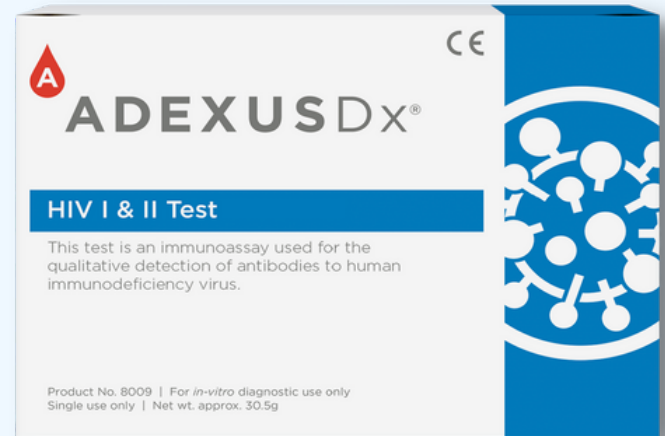 CE
A
ADEXUSDx®
HIV I & II Test
This test is an immunoassay used for the
qualitative detection of antibodies to human
immunodeficiency virus.
Product No. 8009 | For in-vitro diagnostic use only
Single use only | Net wt. approx. 30.5g